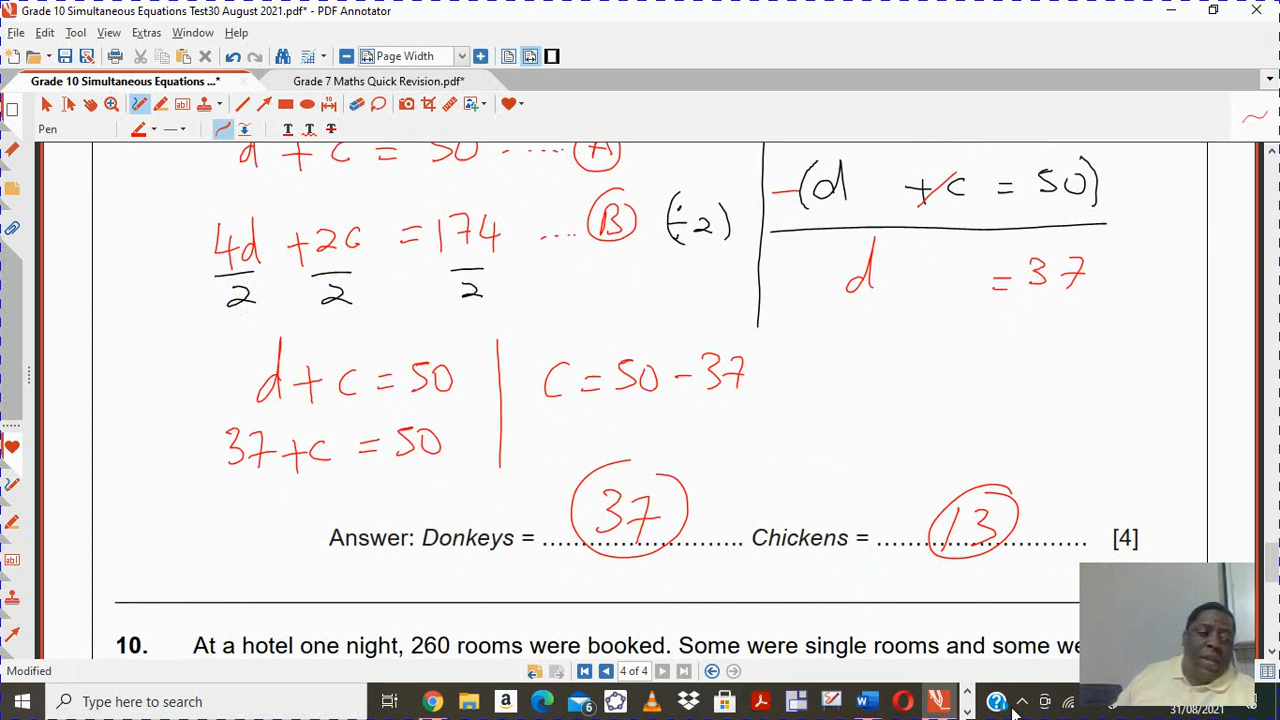 Grade 10 Simultaneous Equations Test30 August 2021.pdf* - PDF Annotator
File Edit Tool View Extras Window Help
Page Width
Grade 10 Simultaneous Equations ...* Grade 7 Maths Quick Revision.pdf*
Pen
d + c = 50 ..... (A)
-(d + c = 50)
4d + 2c = 174 .... (B) (÷2)
2 2 2
d = 37
d + c = 50
c = 50 - 37
37 + c = 50
Answer: Donkeys = 37 Chickens = 13 [4]
10. At a hotel one night, 260 rooms were booked. Some were single rooms and some we
Modified
4 of 4
Type here to search
6
31/08/2021